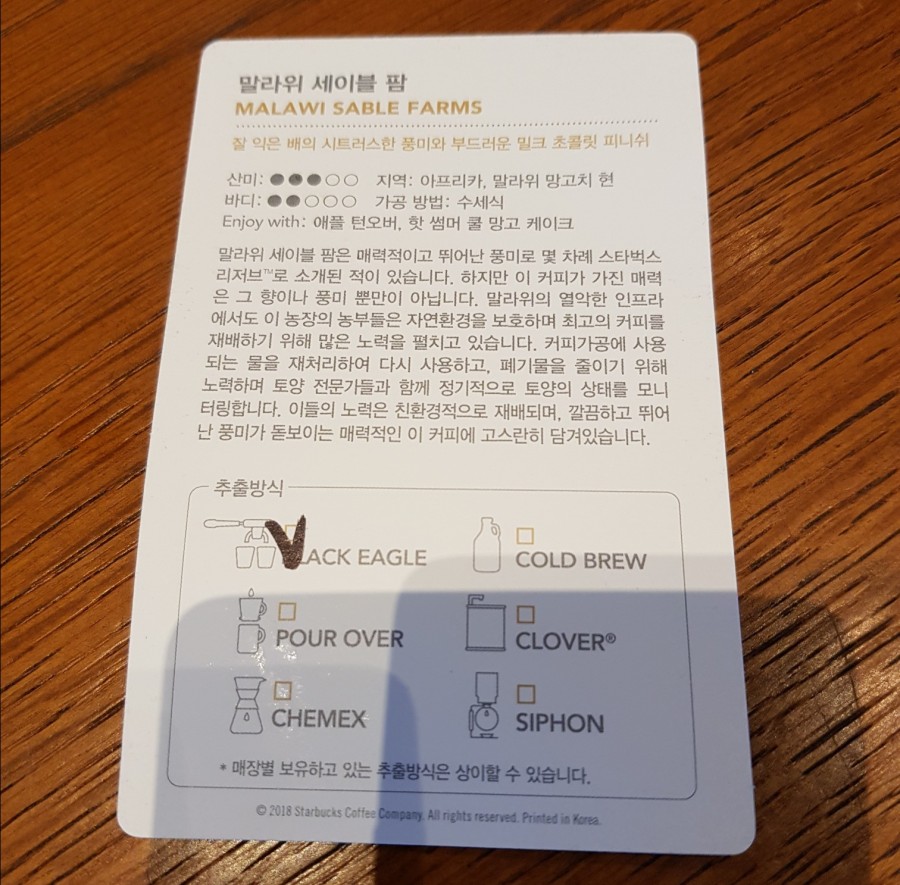 말라위 세이블 팜
MALAWI SABLE FARMS
잘 익은 배의 시트러스한 풍미와 부드러운 밀크 초콜릿 피니쉬
산미: ●●●○○ 지역: 아프리카, 말라위 망고치 현
바디: ●●○○○ 가공 방법: 수세식
Enjoy with: 애플 턴오버, 핫 썸머 쿨 망고 케이크
말라위 세이블 팜은 매력적이고 뛰어난 풍미로 몇 차례 스타벅스
리저브™로 소개된 적이 있습니다. 하지만 이 커피가 가진 매력
은 그 향이나 풍미 뿐만이 아닙니다. 말라위의 열악한 인프라
에서도 이 농장의 농부들은 자연환경을 보호하며 최고의 커피를
재배하기 위해 많은 노력을 펼치고 있습니다. 커피가공에 사용
되는 물을 재처리하여 다시 사용하고, 폐기물을 줄이기 위해
노력하며 토양 전문가들과 함께 정기적으로 토양의 상태를 모니
터링합니다. 이들의 노력은 친환경적으로 재배되며, 깔끔하고 뛰어
난 풍미가 돋보이는 매력적인 이 커피에 고스란히 담겨있습니다.
추출방식
LACK EAGLE
COLD BREW
POUR OVER
CLOVER®
CHEMEX
SIPHON
* 매장별 보유하고 있는 추출방식은 상이할 수 있습니다.
© 2018 Starbucks Coffee Company. All rights reserved. Printed in Korea.